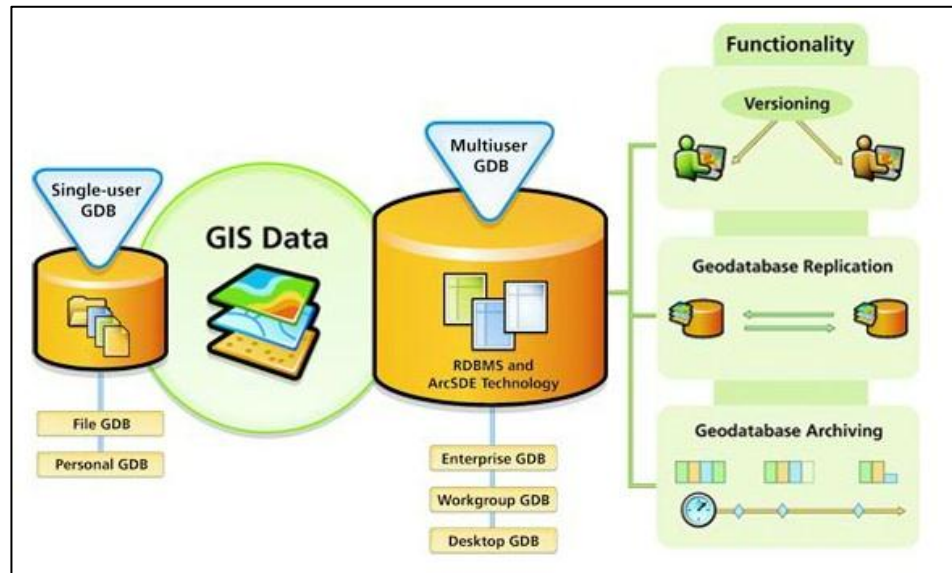 Single-user
GDB
File GDB
Personal GDB
GIS Data
Multiuser
GDB
RDBMS and
ArcSDE Technology
Enterprise GDB
Workgroup GDB
Desktop GDB
Functionality
Versioning
Geodatabase Replication
Geodatabase Archiving